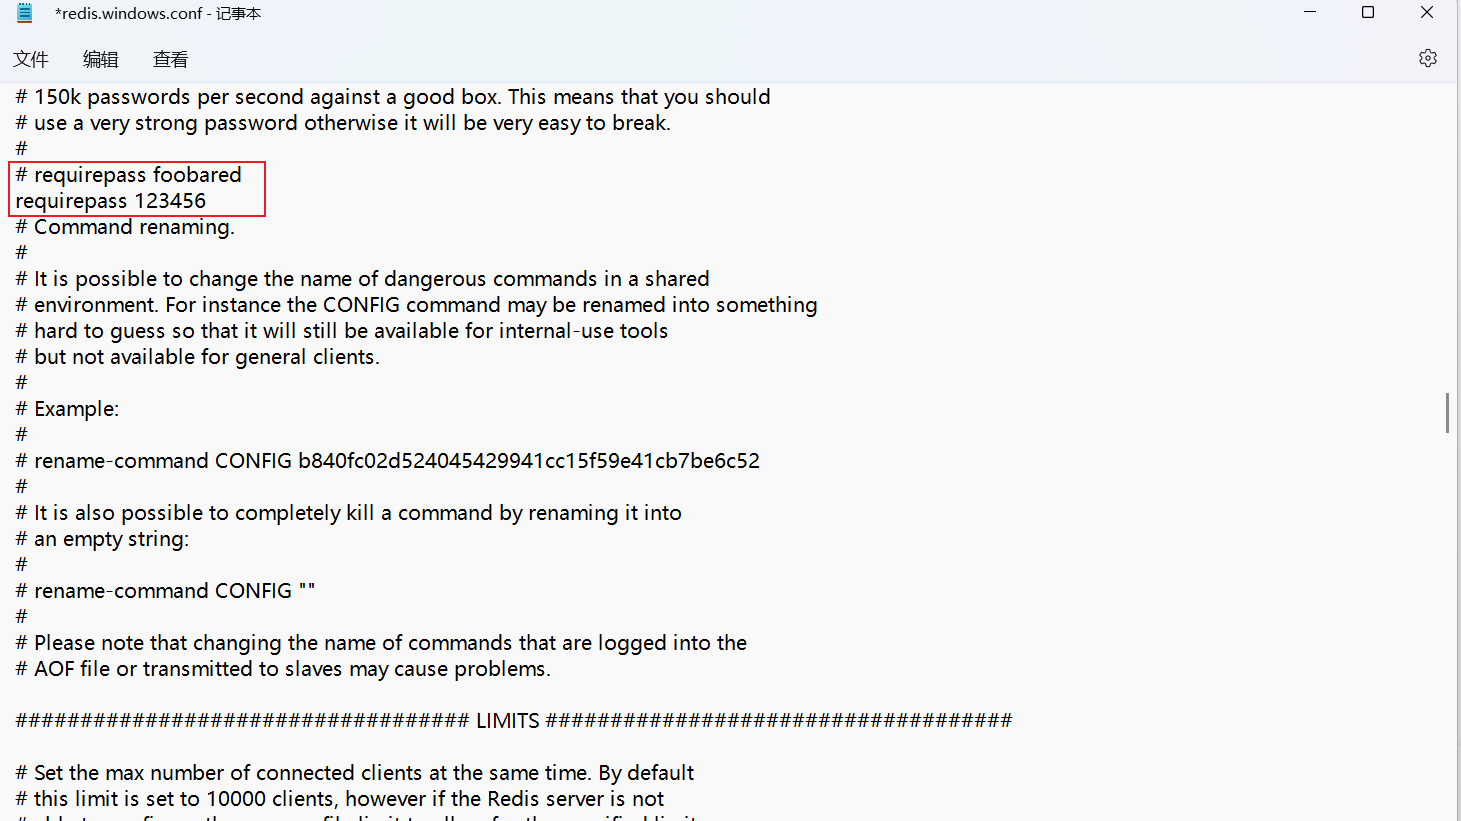 *redis.windows.conf - 记事本
文件 编辑 查看
# 150k passwords per second against a good box. This means that you should
# use a very strong password otherwise it will be very easy to break.
#
# requirepass foobared
requirepass 123456
# Command renaming.
#
# It is possible to change the name of dangerous commands in a shared
# environment. For instance the CONFIG command may be renamed into something
# hard to guess so that it will still be available for internal-use tools
# but not available for general clients.
#
# Example:
#
# rename-command CONFIG b840fc02d524045429941cc15f59e41cb7be6c52
#
# It is also possible to completely kill a command by renaming it into
# an empty string:
#
# rename-command CONFIG ""
#
# Please note that changing the name of commands that are logged into the
# AOF file or transmitted to slaves may cause problems.
################################### LIMITS ####################################
# Set the max number of connected clients at the same time. By default
# this limit is set to 10000 clients, however if the Redis server is not